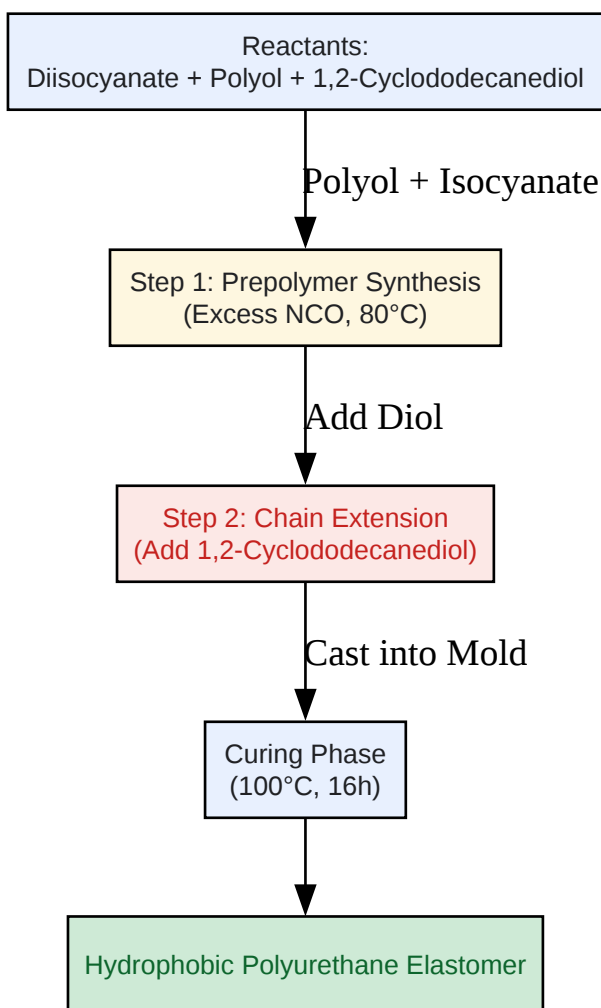 Reactants:
Diisocyanate + Polyol + 1,2-Cyclododecanediol
Polyol + Isocyanate
Step 1: Prepolymer Synthesis
(Excess NCO, 80°C)
Add Diol
Step 2: Chain Extension
(Add 1,2-Cyclododecanediol)
Cast into Mold
Curing Phase
(100°C, 16h)
Hydrophobic Polyurethane Elastomer